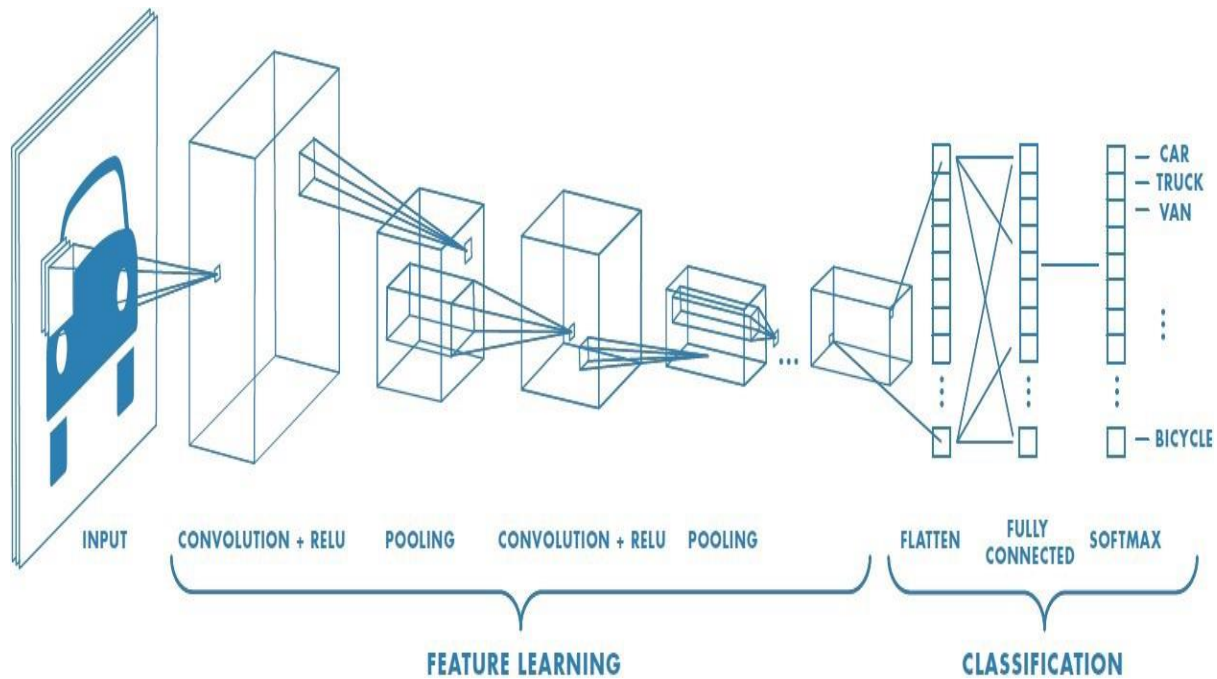 CAR
TRUCK
VAN
BICYCLE
INPUT
CONVOLUTION + RELU
POOLING
CONVOLUTION + RELU
POOLING
FLATTEN
FULLY
CONNECTED
SOFTMAX
FEATURE LEARNING
CLASSIFICATION